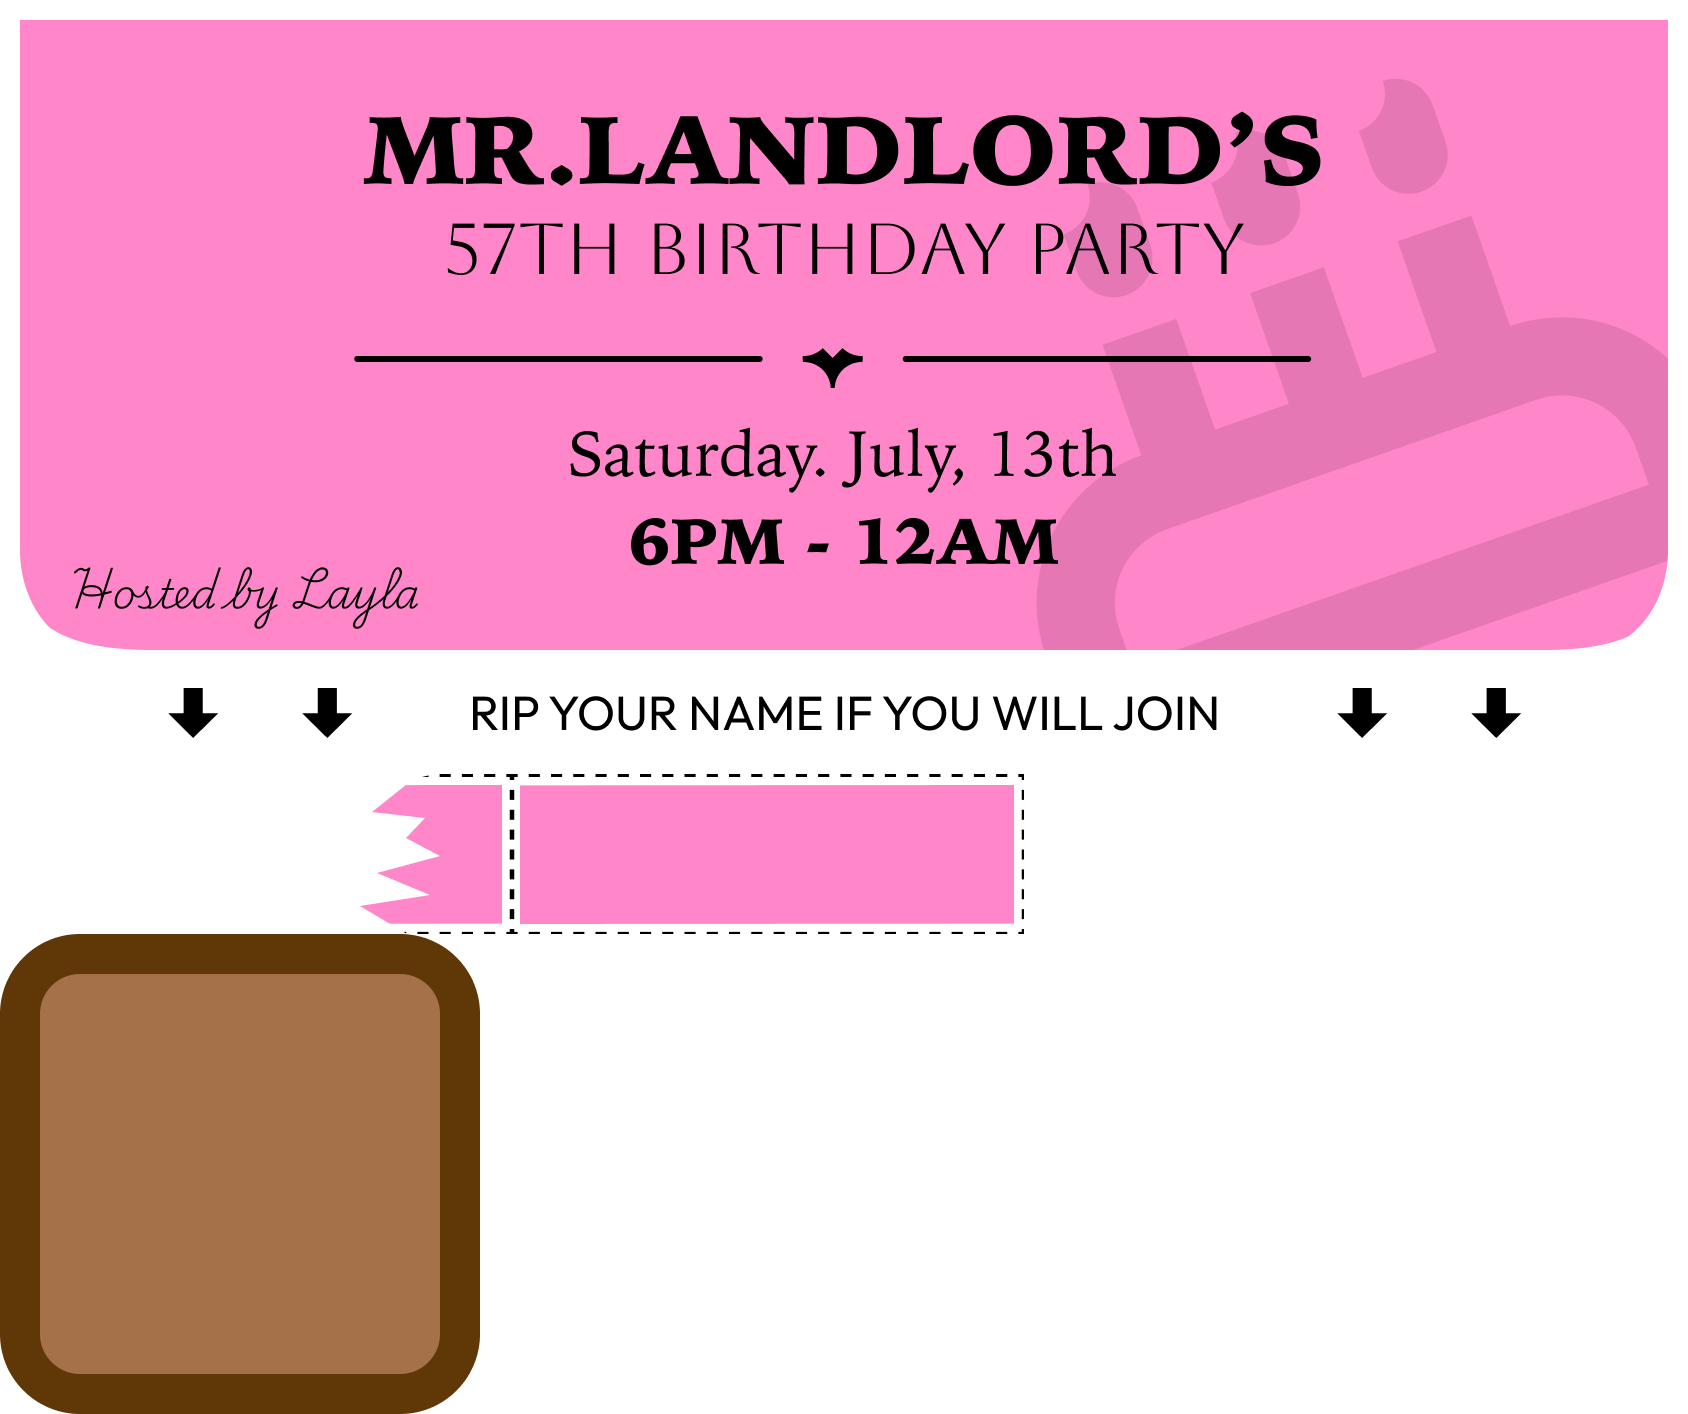 MR.LANDLORD’S
57TH BIRTHDAY PARTY
Saturday. July, 13th
6PM - 12AM
Hosted by Layla
RIP YOUR NAME IF YOU WILL JOIN